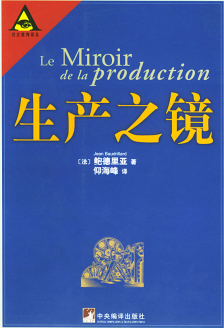 Le Miroir
de la production
生产之镜
Jean Baudrillard
〔法〕鲍德里亚 著
仰海峰 译
中央编译出版社